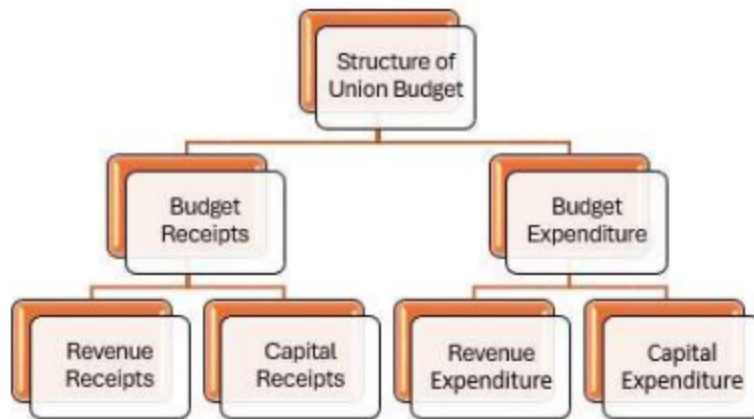 Structure of
Union Budget
Budget
Receipts
Budget
Expenditure
Revenue
Receipts
Capital
Receipts
Revenue
Expenditure
Capital
Expenditure